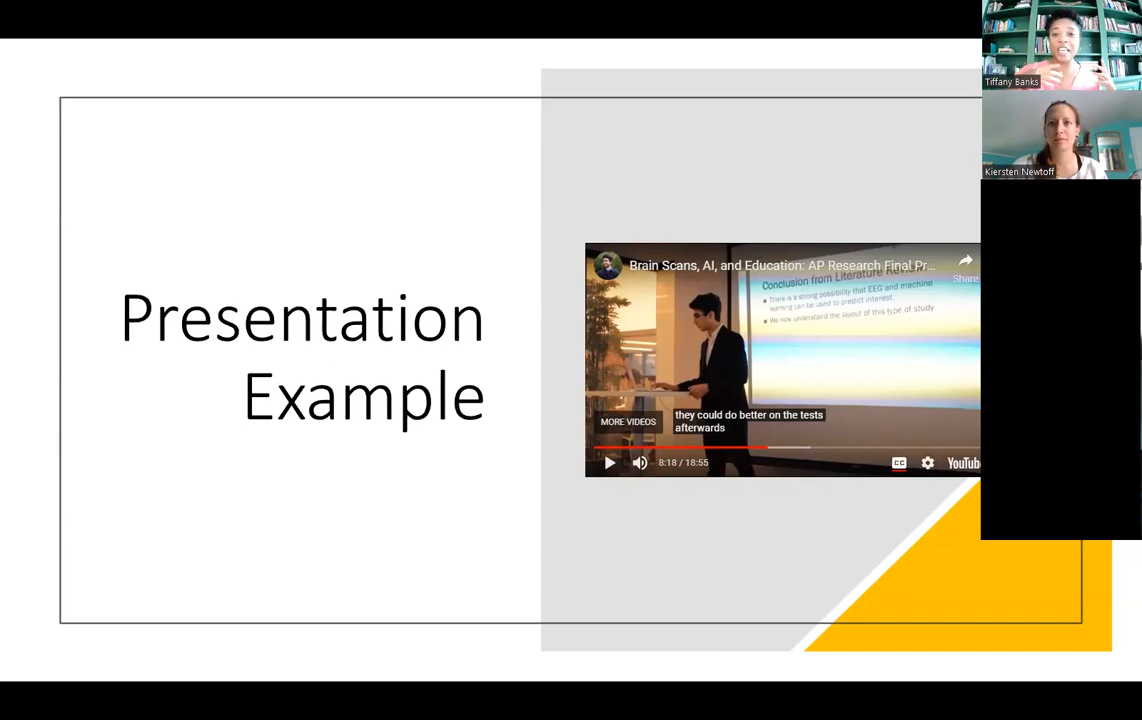 Tiffany Banks
Kiersten Newtoff
Presentation
Example
Brain Scans, AI, and Education: AP Research Final Pr...
Share
Conclusion from Literature
There is a strong possibility that EEG and machine
learning can be used to predict interest
We now understand the layout of this type of study.
they could do better on the tests
afterwards
MORE VIDEOS
8:18 / 18:55
CC
YouTub